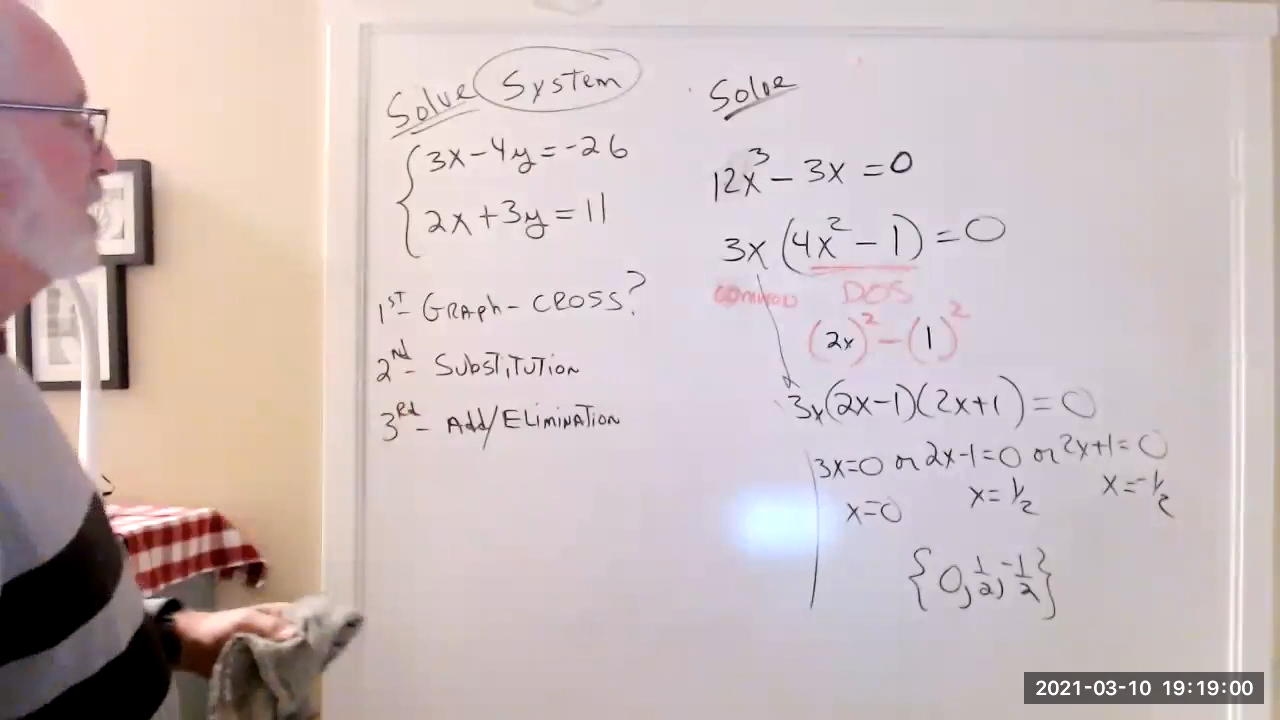 Solve System
3x-4y=-26
2x+3y=11
1ST- GRAPH- CROSS?
2ND- SUBSTITUTION
3Rd- Add/ELIMINATION
Solve
12x³-3x=0
3x(4x²-1)=0
COMMON DOS
(2x)²-(1)²
3x(2x-1)(2x+1)=0
3x=0 or 2x-1=0 or 2x+1=0
x=0 x=1/2 x=-1/2
{0, 1/2, -1/2}
2021-03-10 19:19:00